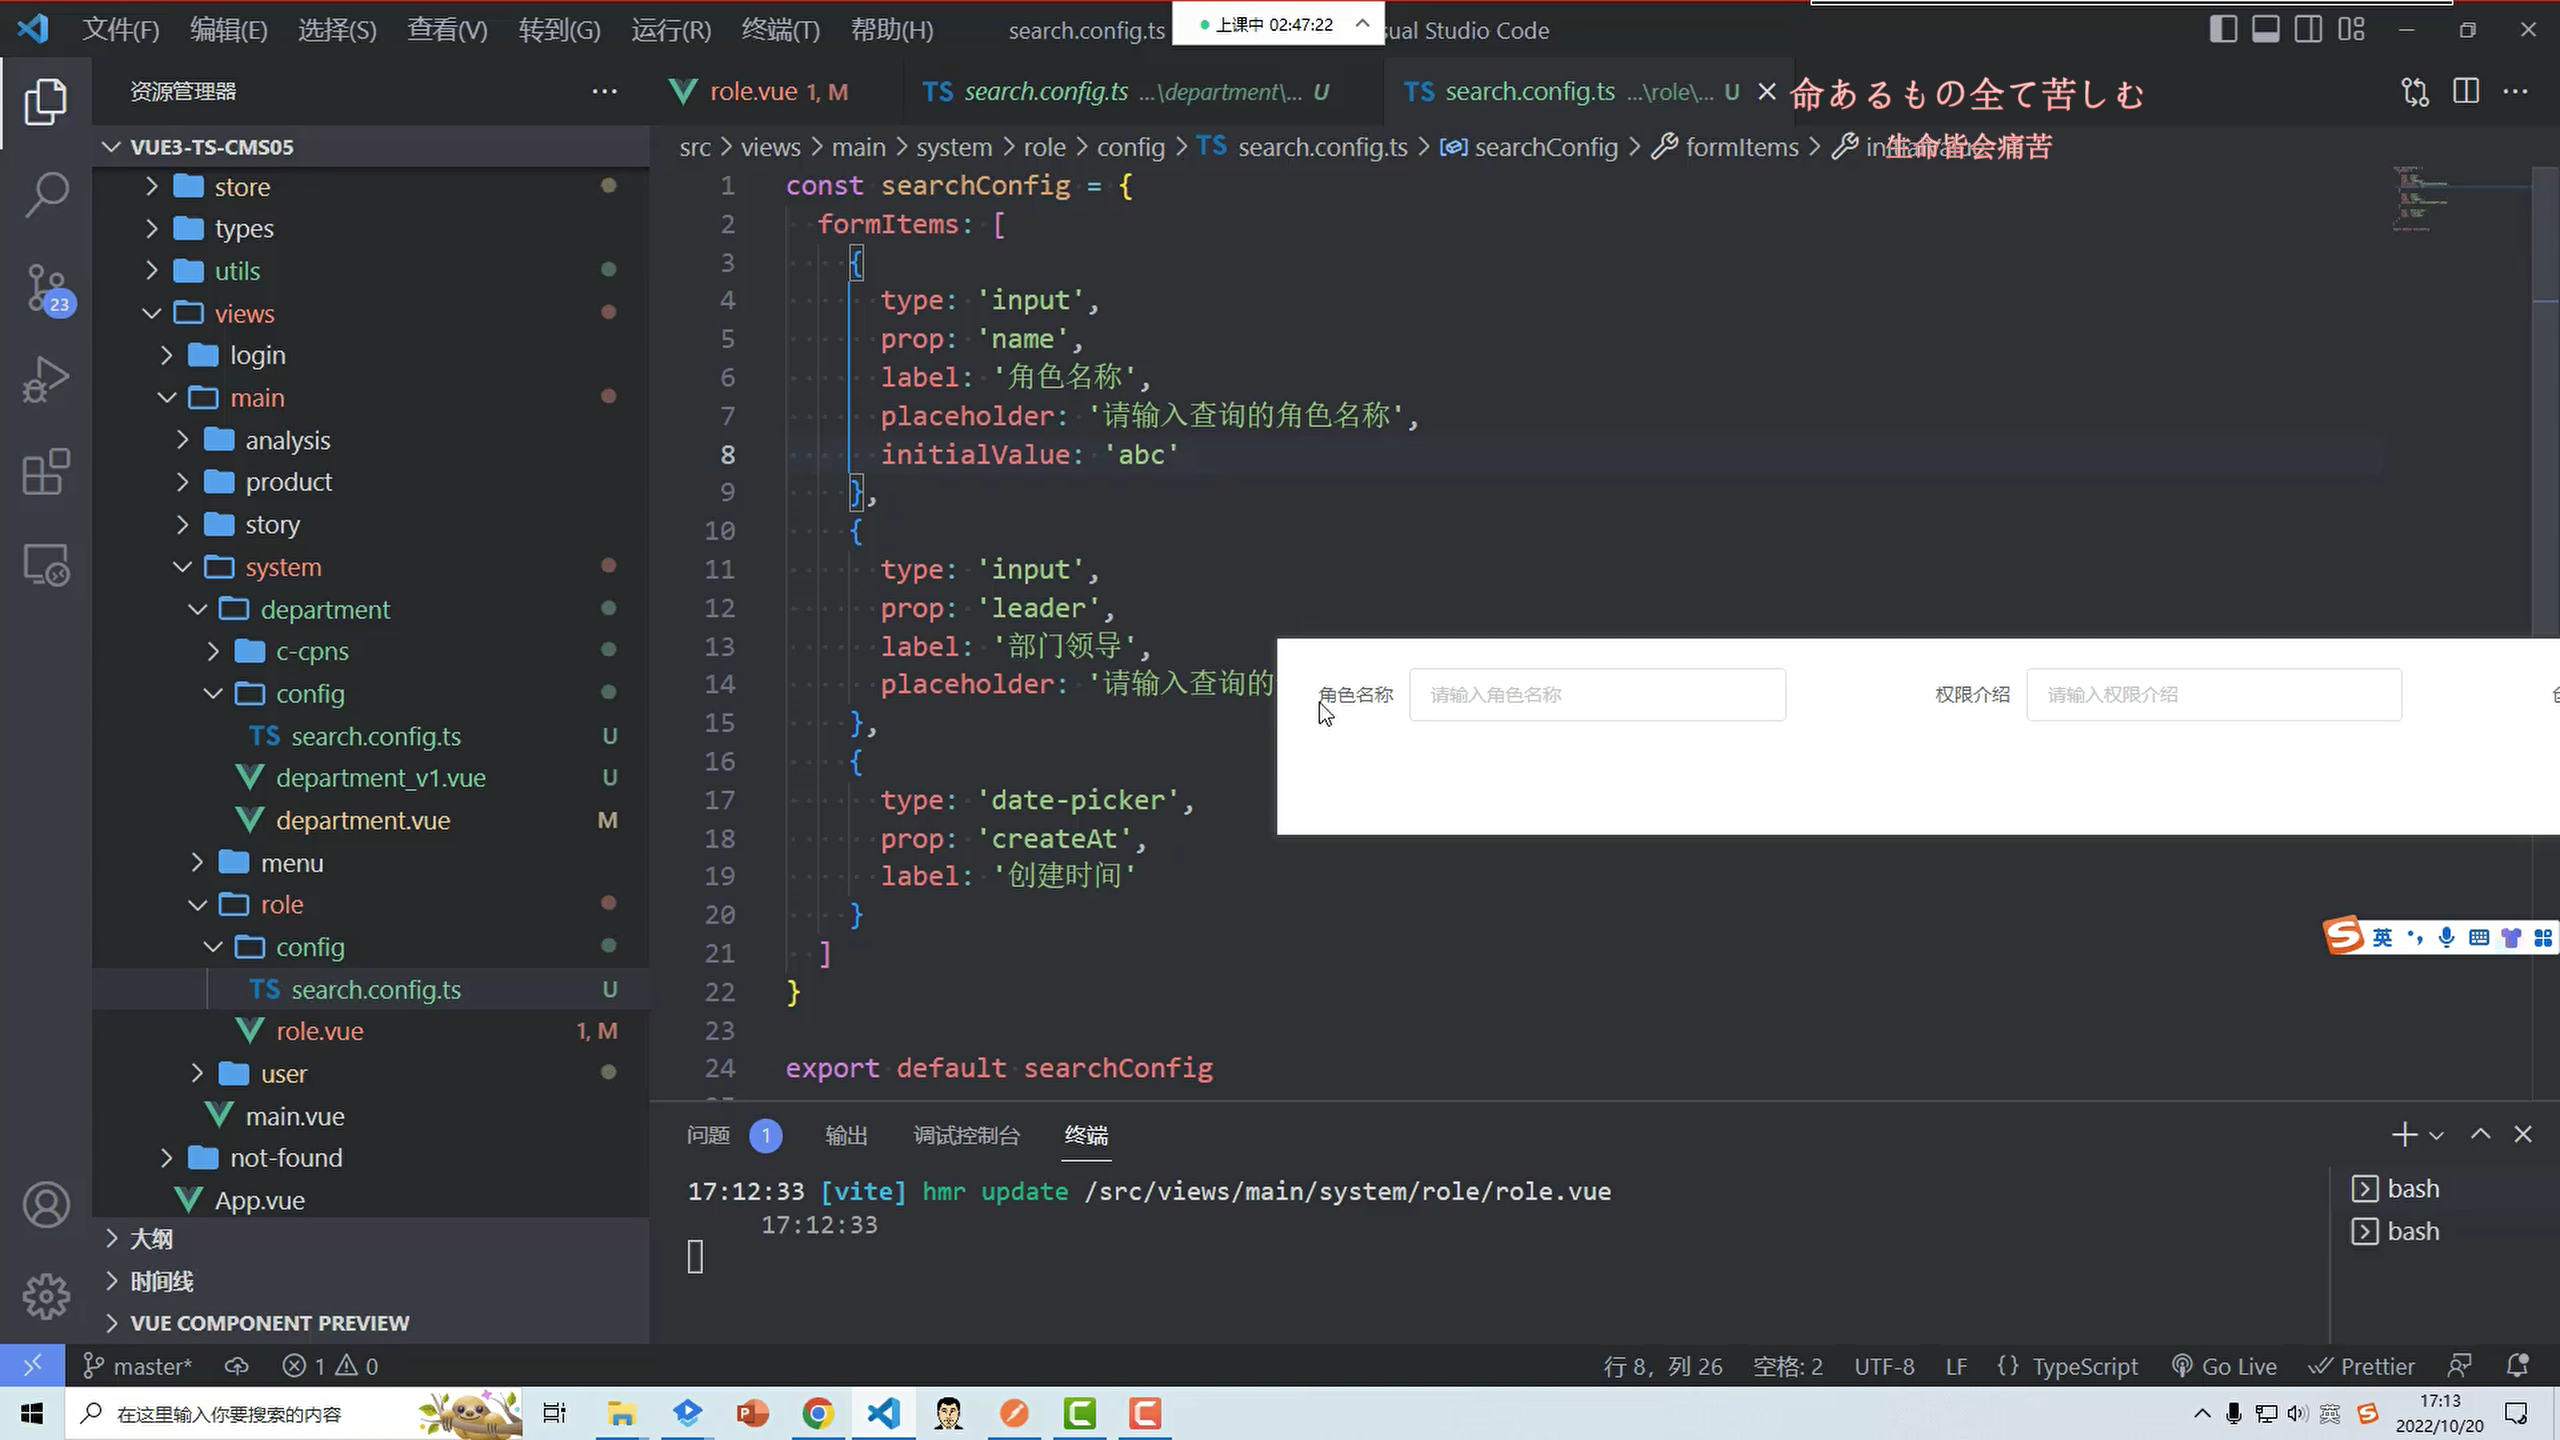 文件(F) 编辑(E) 选择(S) 查看(V) 转到(G) 运行(R) 终端(T) 帮助(H) search.config.ts 上课中 02:47:22 ual Studio Code
资源管理器
VUE3-TS-CMS05
store
types
utils
views
login
main
analysis
product
story
system
department
c-cpns
config
TS search.config.ts U
department_v1.vue U
department.vue M
menu
role
config
TS search.config.ts U
role.vue 1, M
user
main.vue
not-found
App.vue
大纲
时间线
VUE COMPONENT PREVIEW
23
role.vue 1, M TS search.config.ts ...\department\... U TS search.config.ts ...\role\... U
命あるもの全て苦しむ
生命皆会痛苦
src > views > main > system > role > config > TS search.config.ts > searchConfig > formItems >
1 const searchConfig = {
2 formItems: [
3 {
4 type: 'input',
5 prop: 'name',
6 label: '角色名称',
7 placeholder: '请输入查询的角色名称',
8 initialValue: 'abc'
9 },
10 {
11 type: 'input',
12 prop: 'leader',
13 label: '部门领导',
14 placeholder: '请输入查询的
15 },
16 {
17 type: 'date-picker',
18 prop: 'createAt',
19 label: '创建时间'
20 }
21 ]
22 }
23
24 export default searchConfig
角色名称 请输入角色名称 权限介绍 请输入权限介绍
英
问题 1 输出 调试控制台 终端
17:12:33 [vite] hmr update /src/views/main/system/role/role.vue
17:12:33
bash
bash
master* 1 0 行 8，列 26 空格: 2 UTF-8 LF {} TypeScript Go Live Prettier
在这里输入你要搜索的内容
英
17:13
2022/10/20